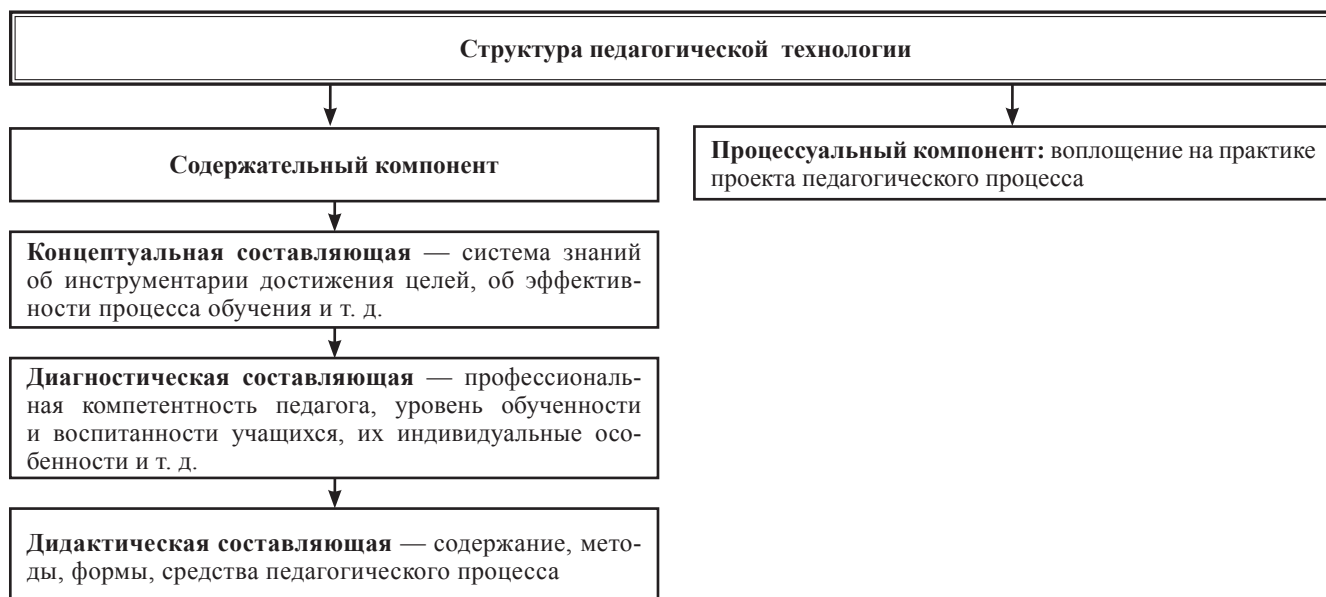 Структура педагогической технологии
Содержательный компонент
Процессуальный компонент: воплощение на практике
проекта педагогического процесса
Концептуальная составляющая — система знаний
об инструментарии достижения целей, об эффектив-
ности процесса обучения и т. д.
Диагностическая составляющая — профессиональ-
ная компетентность педагога, уровень обученности
и воспитанности учащихся, их индивидуальные осо-
бенности и т. д.
Дидактическая составляющая — содержание, мето-
ды, формы, средства педагогического процесса